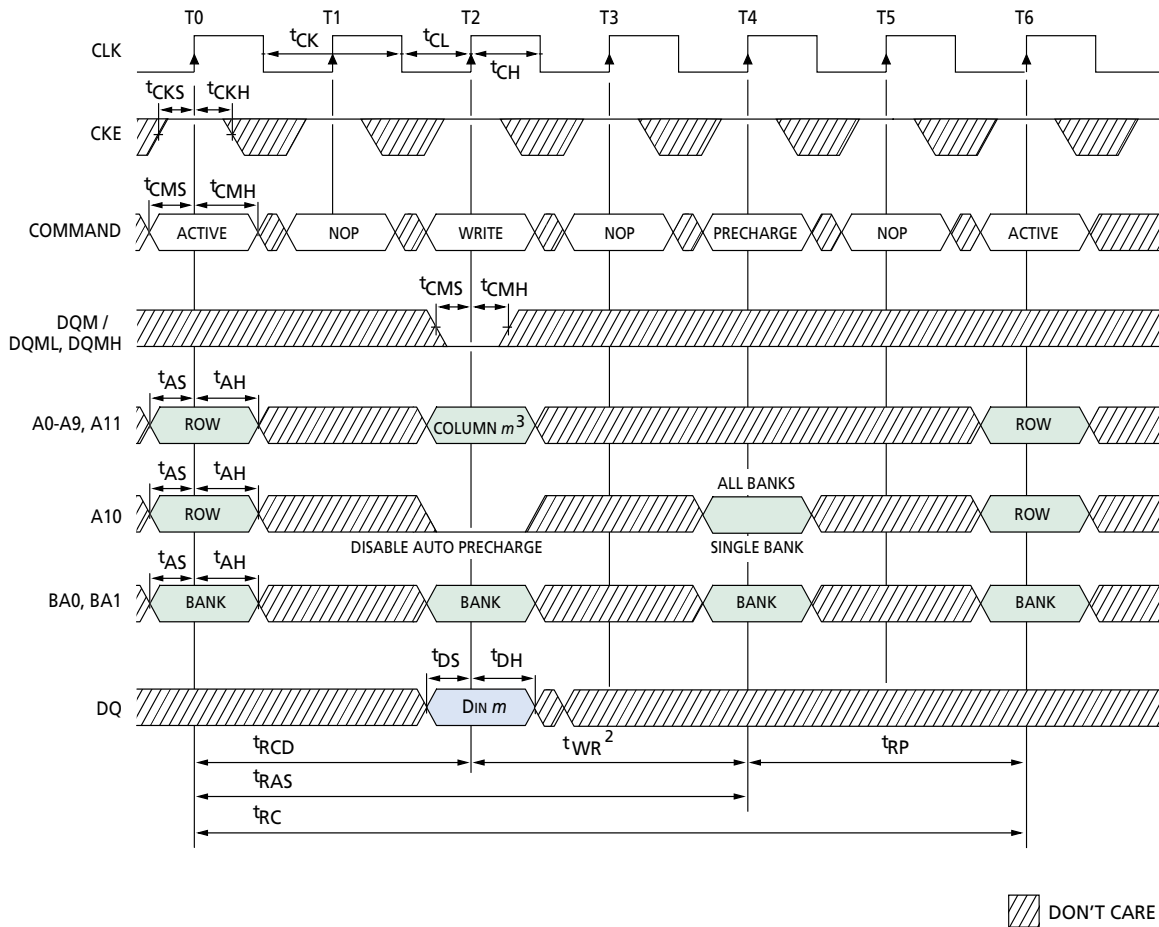 T0 T1 T2 T3 T4 T5 T6
CLK
tCK tCL
tCH
tCKS tCKH
CKE
tCMS tCMH
COMMAND ACTIVE NOP WRITE NOP PRECHARGE NOP ACTIVE
tCMS tCMH
DQM /
DQML, DQMH
tAS tAH
A0-A9, A11 ROW COLUMN m3 ROW
tAS tAH
ALL BANKS
A10 ROW ROW
DISABLE AUTO PRECHARGE SINGLE BANK
tAS tAH
BA0, BA1 BANK BANK BANK BANK
tDS tDH
DQ DIN m
tRCD tWR2 tRP
tRAS
tRC
DON'T CARE